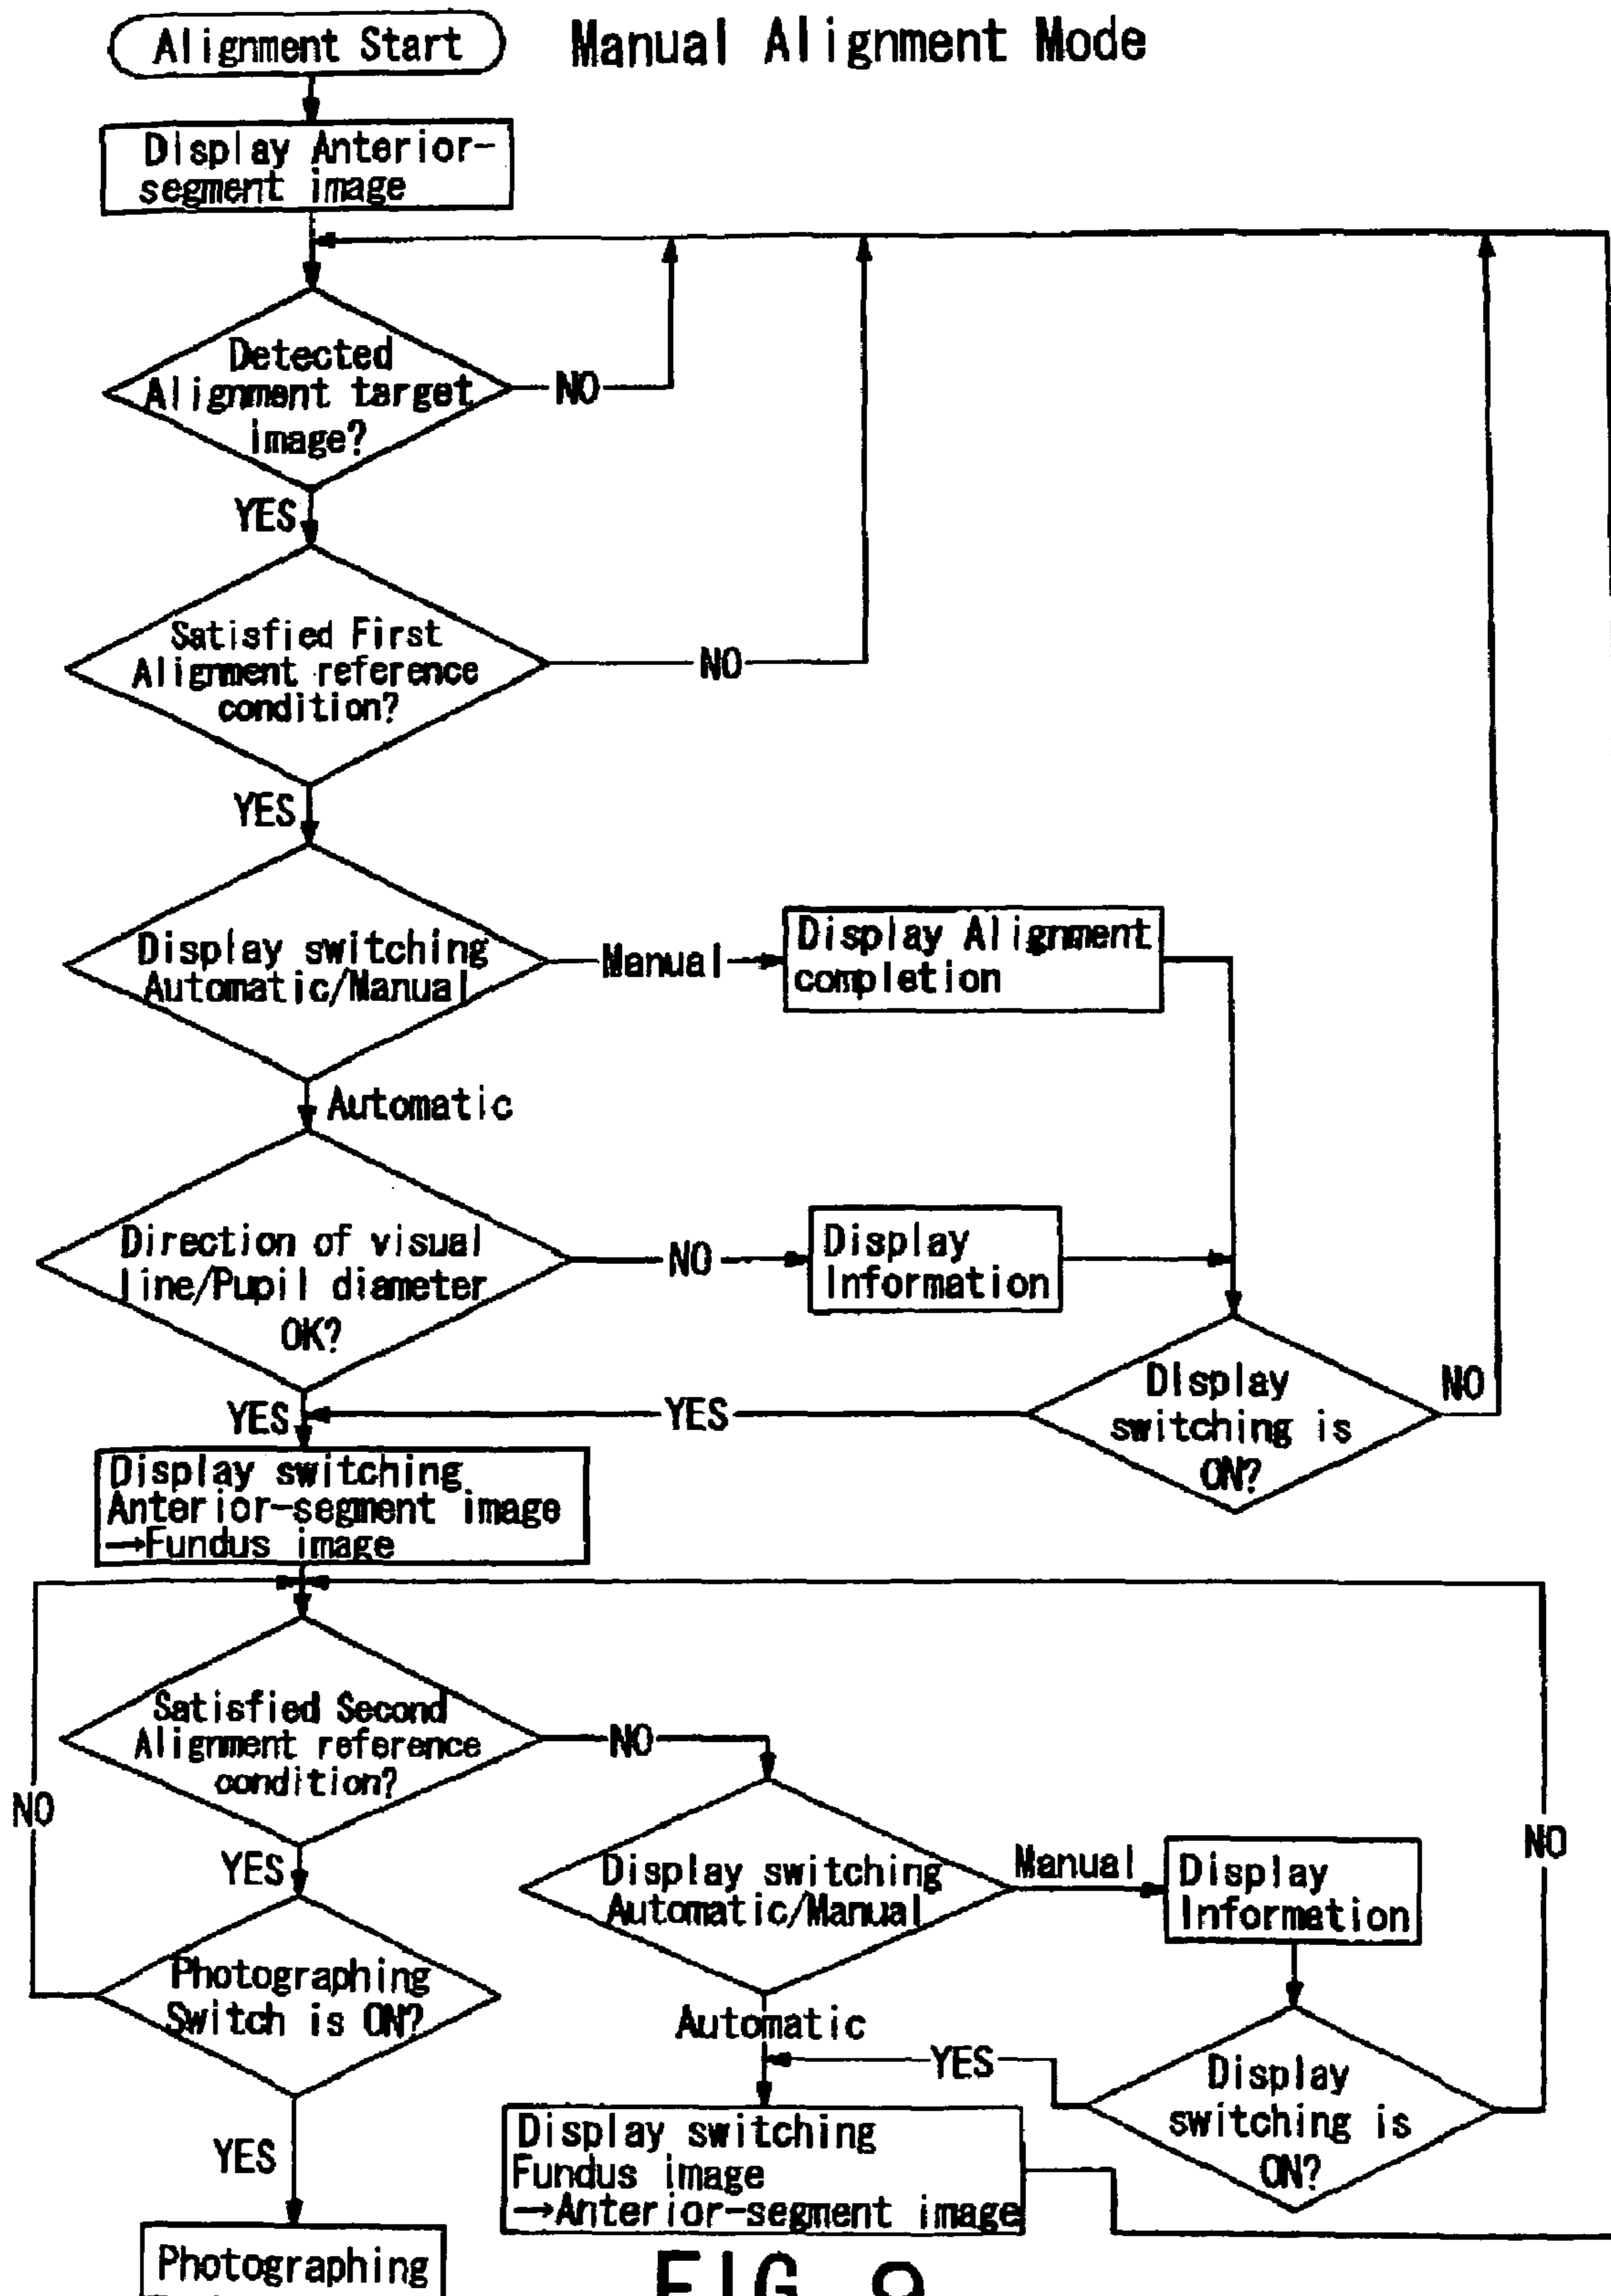 Alignment Start
Manual Alignment Mode
Display Anterior-
segment image
Detected
Alignment target
image?
NO
YES
Satisfied First
Alignment reference
condition?
NO
YES
Display switching
Automatic/Manual
Manual
Display Alignment
completion
Automatic
Direction of visual
line/Pupil diameter
OK?
NO
Display
Information
YES
Display
switching is
ON?
NO
YES
Display switching
Anterior-segment image
→Fundus image
Satisfied Second
Alignment reference
condition?
NO
NO
YES
Display switching
Automatic/Manual
Manual
Display
Information
NO
Photographing
Switch is ON?
Automatic
YES
Display
switching is
ON?
YES
Display switching
Fundus image
→Anterior-segment image
Photographing
FIG. 9